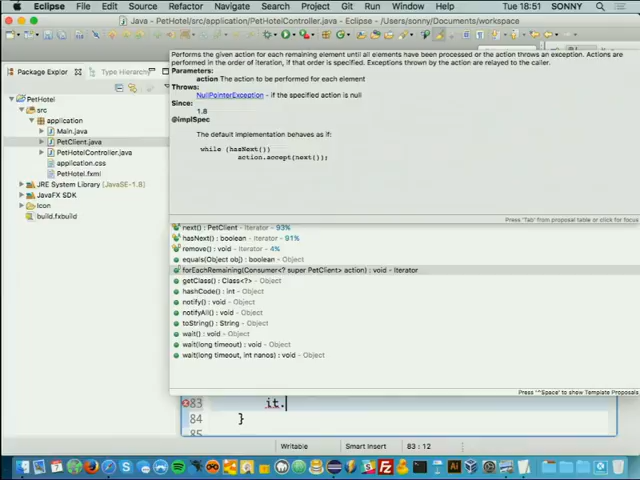 Eclipse File Edit Source Refactor Navigate Search Project Run Window Help Tue 18:51 SONNY
Java - PetHotel/src/application/PetHotelController.java - Eclipse - /Users/sonny/Documents/workspace
Package Explorer Type Hierarchy
PetHotel
src
application
Main.java
PetClient.java
PetHotelController.java
application.css
PetHotel.fxml
JRE System Library [JavaSE-1.8]
JavaFX SDK
Icon
build.fxbuild
Performs the given action for each remaining element until all elements have been processed or the action throws an exception. Actions are
performed in the order of iteration, if that order is specified. Exceptions thrown by the action are relayed to the caller.
Parameters:
action The action to be performed for each element
Throws:
NullPointerException - if the specified action is null
Since:
1.8
@implSpec
The default implementation behaves as if:
while (hasNext())
action.accept(next());
Press 'Tab' from proposal table or click for focus
next() : PetClient - Iterator - 93%
hasNext() : boolean - Iterator - 91%
remove() : void - Iterator - 4%
equals(Object obj) : boolean - Object
forEachRemaining(Consumer<? super PetClient> action) : void - Iterator
getClass() : Class<?> - Object
hashCode() : int - Object
notify() : void - Object
notifyAll() : void - Object
toString() : String - Object
wait() : void - Object
wait(long timeout) : void - Object
wait(long timeout, int nanos) : void - Object
Press '^Space' to show Template Proposals
83 it.
84 }
85
Writable Smart Insert 83 : 12